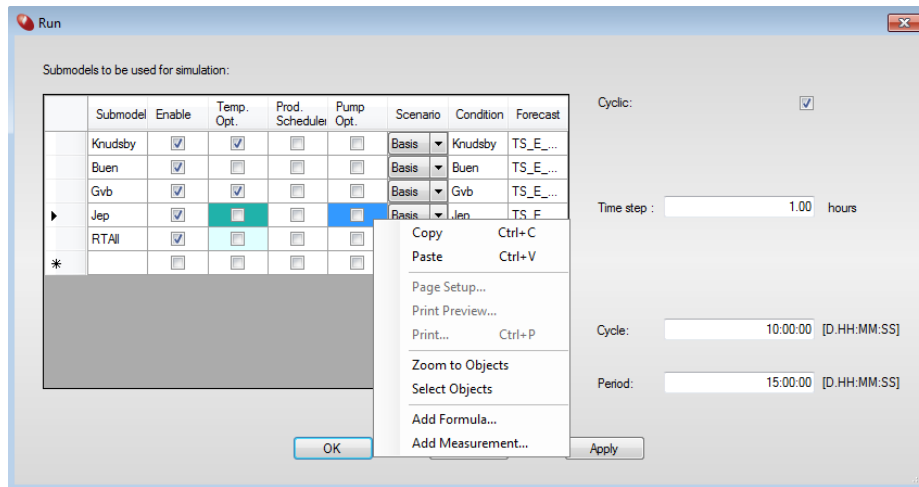 Run
Submodels to be used for simulation:
Submodel Enable Temp. Opt. Prod. Scheduler Pump Opt. Scenario Condition Forecast
Knudsby Basis Knudsby TS_E_...
Buen Basis Buen TS_E_...
Gvb Basis Gvb TS_E_...
Jep Basis Jep TS_E
RTAll
Copy Ctrl+C
Paste Ctrl+V
Page Setup...
Print Preview...
Print... Ctrl+P
Zoom to Objects
Select Objects
Add Formula...
Add Measurement...
Cyclic:
Time step : 1.00 hours
Cycle: 10:00:00 [D.HH:MM:SS]
Period: 15:00:00 [D.HH:MM:SS]
OK
Apply